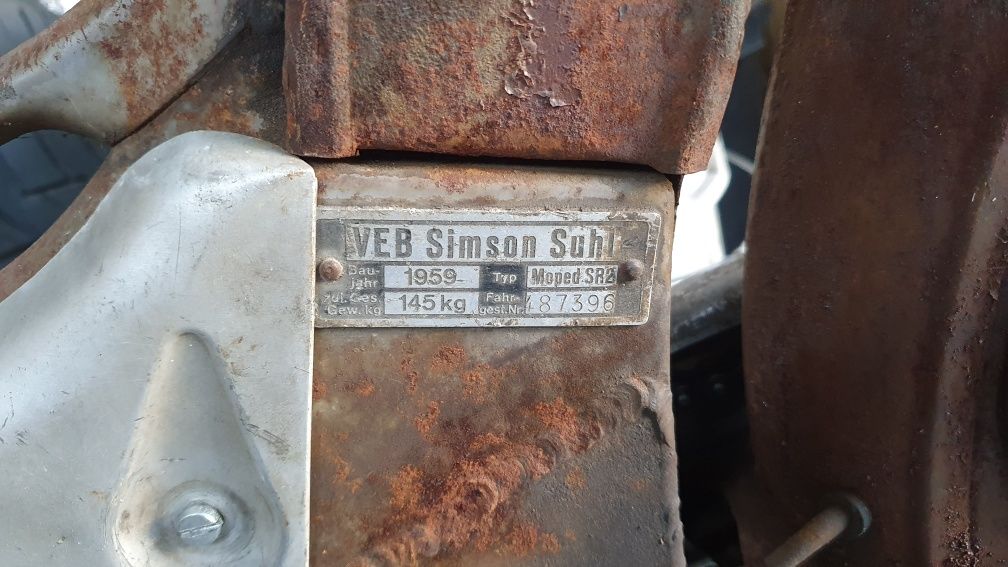 VEB Simson Suhl
Bau-jahr 1959 Typ Moped SR2
zul. Ges. Gew. kg 145 kg Fahr-gest. Nr. 487396